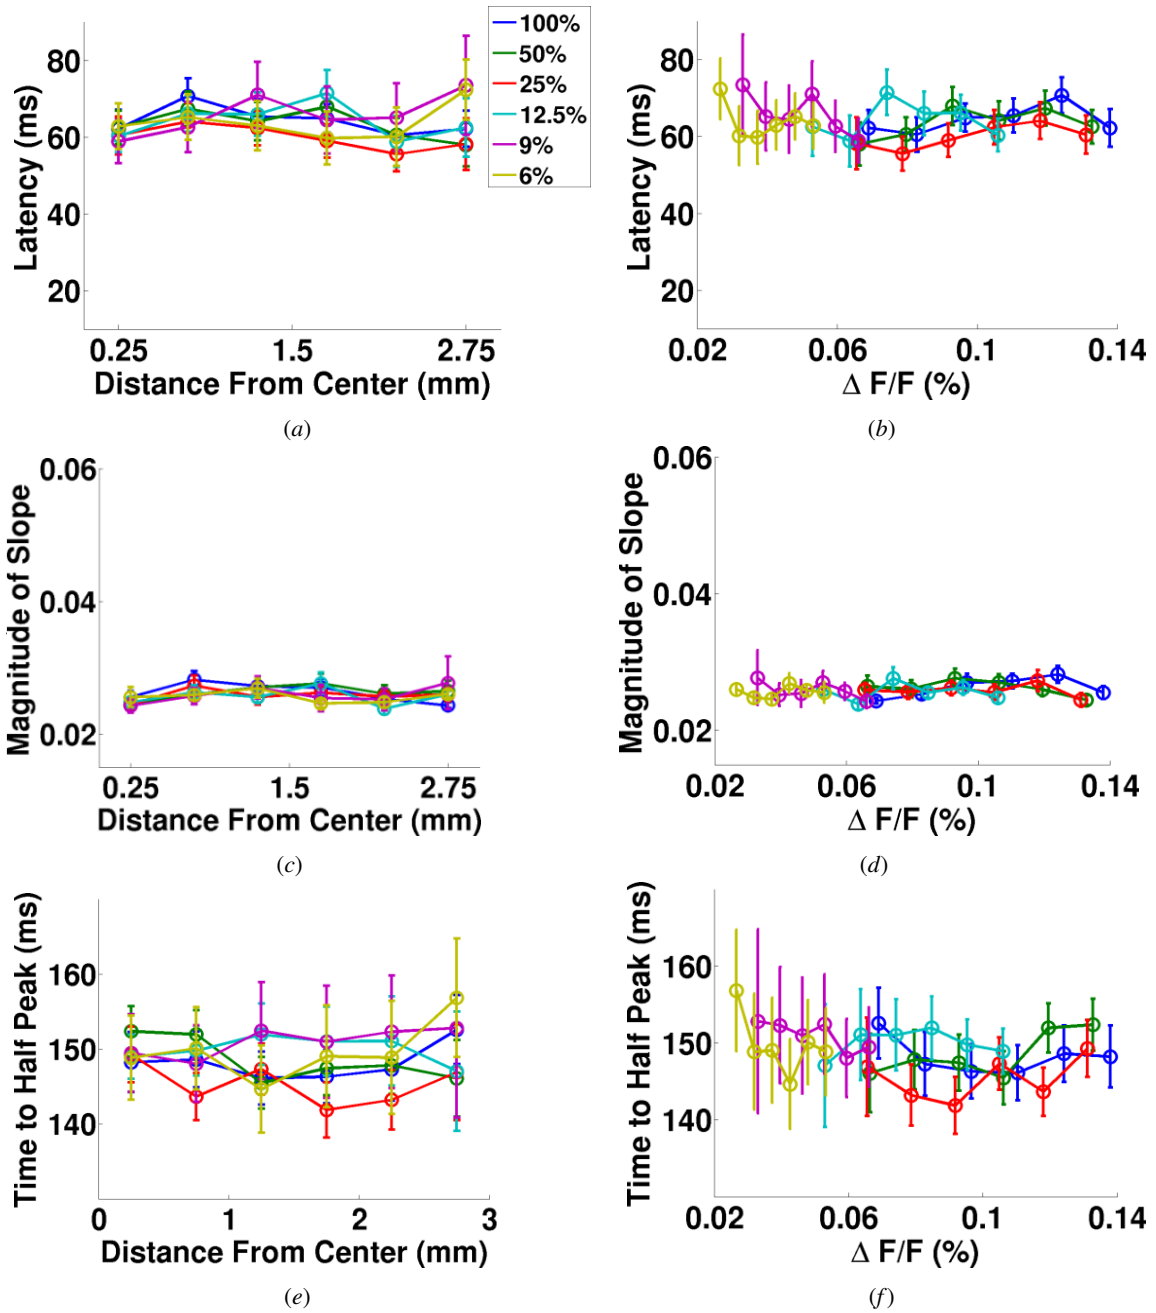 100%
50%
25%
12.5%
9%
6%
Latency (ms)
80
60
40
20
0.25 1.5 2.75
Distance From Center (mm)
(a)
Latency (ms)
80
60
40
20
0.02 0.06 0.1 0.14
Δ F/F (%)
(b)
Magnitude of Slope
0.06
0.04
0.02
0.25 1.5 2.75
Distance From Center (mm)
(c)
Magnitude of Slope
0.06
0.04
0.02
0.02 0.06 0.1 0.14
Δ F/F (%)
(d)
Time to Half Peak (ms)
160
150
140
0 1 2 3
Distance From Center (mm)
(e)
Time to Half Peak (ms)
160
150
140
0.02 0.06 0.1 0.14
Δ F/F (%)
(f)